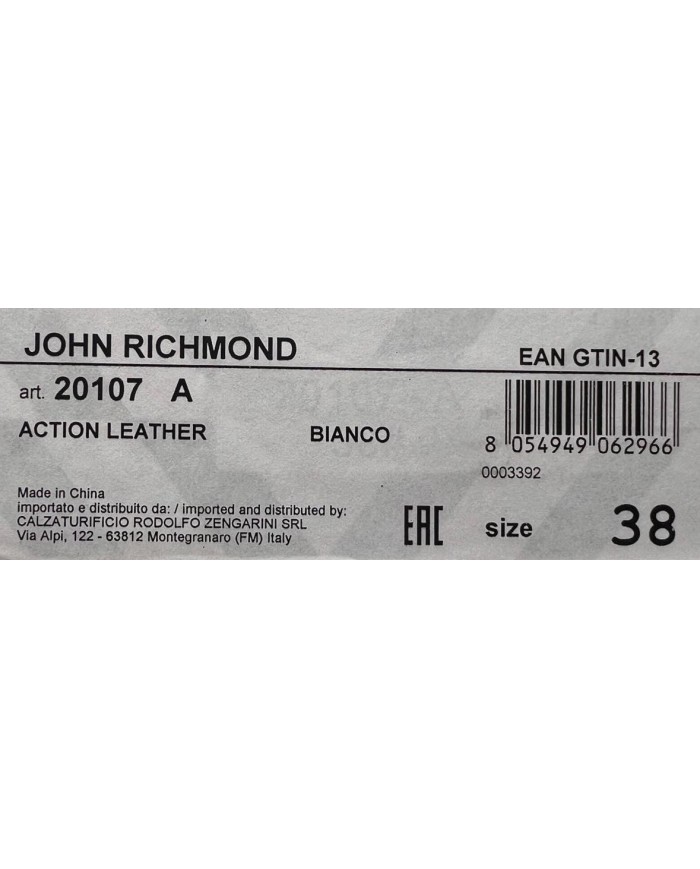 JOHN RICHMOND
EAN GTIN-13
art. 20107 A
ACTION LEATHER BIANCO
8 054949 062966
0003392
Made in China
importato e distribuito da: / imported and distributed by:
CALZATURIFICIO RODOLFO ZENGARINI SRL
Via Alpi, 122 - 63812 Montegranaro (FM) Italy
EAC size 38